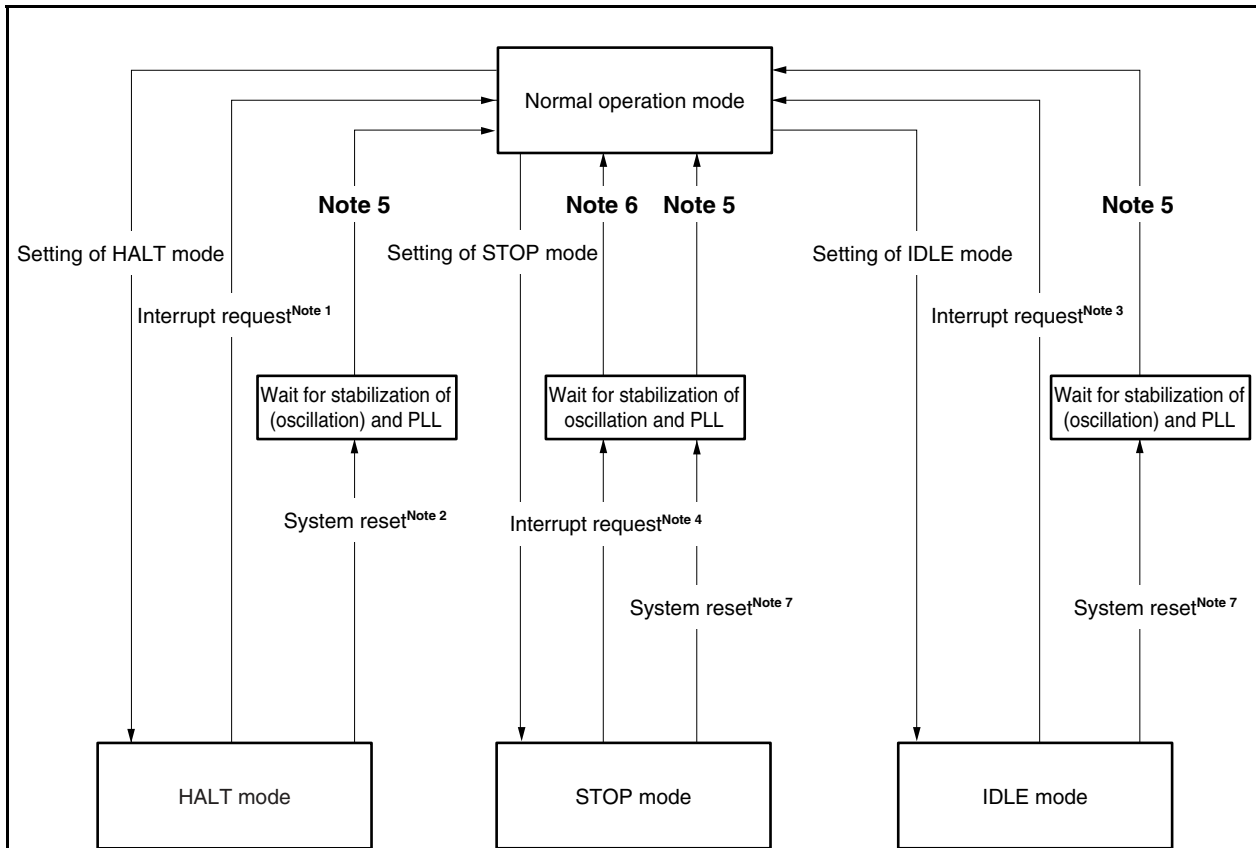 Normal operation mode
Note 5
Note 6
Note 5
Note 5
Setting of HALT mode
Setting of STOP mode
Setting of IDLE mode
Interrupt requestNote 1
Interrupt requestNote 3
Wait for stabilization of
(oscillation) and PLL
Wait for stabilization of
oscillation and PLL
Wait for stabilization of
(oscillation) and PLL
System resetNote 2
Interrupt requestNote 4
System resetNote 7
System resetNote 7
HALT mode
STOP mode
IDLE mode